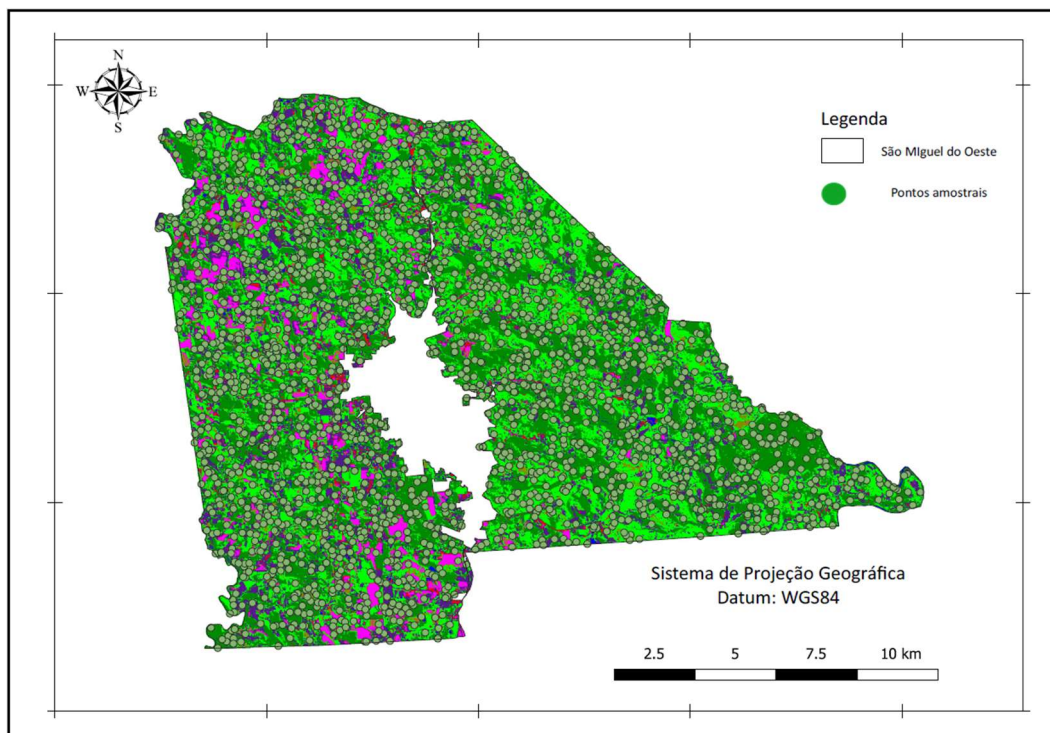 N
W E
S
Legenda
São MIguel do Oeste
Pontos amostrais
Sistema de Projeção Geográfica
Datum: WGS84
2.5 5 7.5 10 km